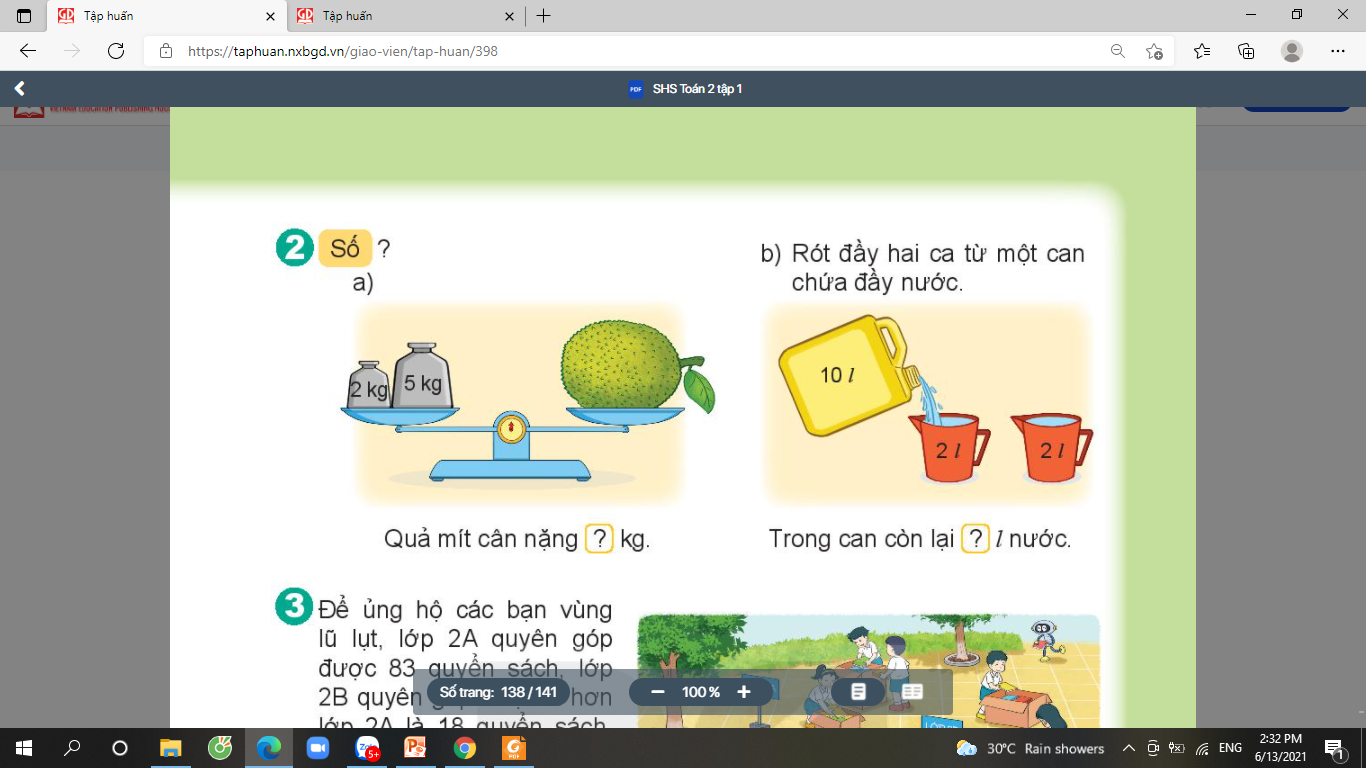 Tập huấn
Tập huấn
https://taphuan.nxbgd.vn/giao-vien/tap-huan/398
PDF SHS Toán 2 tập 1
2 Số ?
a)
2 kg
5 kg
Quả mít cân nặng ? kg.
b) Rót đầy hai ca từ một can
chứa đầy nước.
10 l
2 l
2 l
Trong can còn lại ? l nước.
3 Để ủng hộ các bạn vùng
lũ lụt, lớp 2A quyên góp
được 83 quyển sách, lớp
2B quyên hơn
lớp 2A là 18 quyển sách.
Số trang: 138 / 141
100 %
5+
30°C Rain showers
ENG
2:32 PM
6/13/2021
1